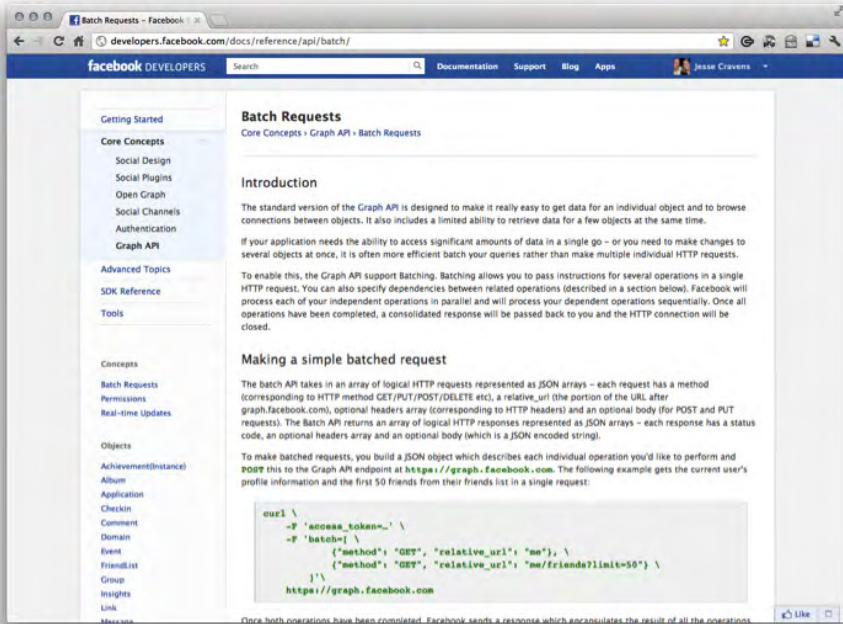 Batch Requests – Facebook
developers.facebook.com/docs/reference/api/batch/
facebook DEVELOPERS
Search
Documentation Support Blog Apps
Jesse Cravens
Getting Started
Core Concepts
Social Design
Social Plugins
Open Graph
Social Channels
Authentication
Graph API
Advanced Topics
SDK Reference
Tools
Concepts
Batch Requests
Permissions
Real-time Updates
Objects
Achievement(Instance)
Album
Application
Checkin
Comment
Domain
Event
FriendList
Group
Insights
Link
Message
Batch Requests
Core Concepts › Graph API › Batch Requests
Introduction
The standard version of the Graph API is designed to make it really easy to get data for an individual object and to browse
connections between objects. It also includes a limited ability to retrieve data for a few objects at the same time.
If your application needs the ability to access significant amounts of data in a single go – or you need to make changes to
several objects at once, it is often more efficient batch your queries rather than make multiple individual HTTP requests.
To enable this, the Graph API support Batching. Batching allows you to pass instructions for several operations in a single
HTTP request. You can also specify dependencies between related operations (described in a section below). Facebook will
process each of your independent operations in parallel and will process your dependent operations sequentially. Once all
operations have been completed, a consolidated response will be passed back to you and the HTTP connection will be
closed.
Making a simple batched request
The batch API takes in an array of logical HTTP requests represented as JSON arrays – each request has a method
(corresponding to HTTP method GET/PUT/POST/DELETE etc), a relative_url (the portion of the URL after
graph.facebook.com), optional headers array (corresponding to HTTP headers) and an optional body (for POST and PUT
requests). The Batch API returns an array of logical HTTP responses represented as JSON arrays – each response has a status
code, an optional headers array and an optional body (which is a JSON encoded string).
To make batched requests, you build a JSON object which describes each individual operation you'd like to perform and
POST this to the Graph API endpoint at https://graph.facebook.com. The following example gets the current user's
profile information and the first 50 friends from their friends list in a single request:
curl \
-F 'access_token=…' \
-F 'batch=[ \
{"method": "GET", "relative_url": "me"}, \
{"method": "GET", "relative_url": "me/friends?limit=50"} \
]'\
https://graph.facebook.com
Once both operations have been completed, Facebook sends a response which encapsulates the result of all the operations
Like